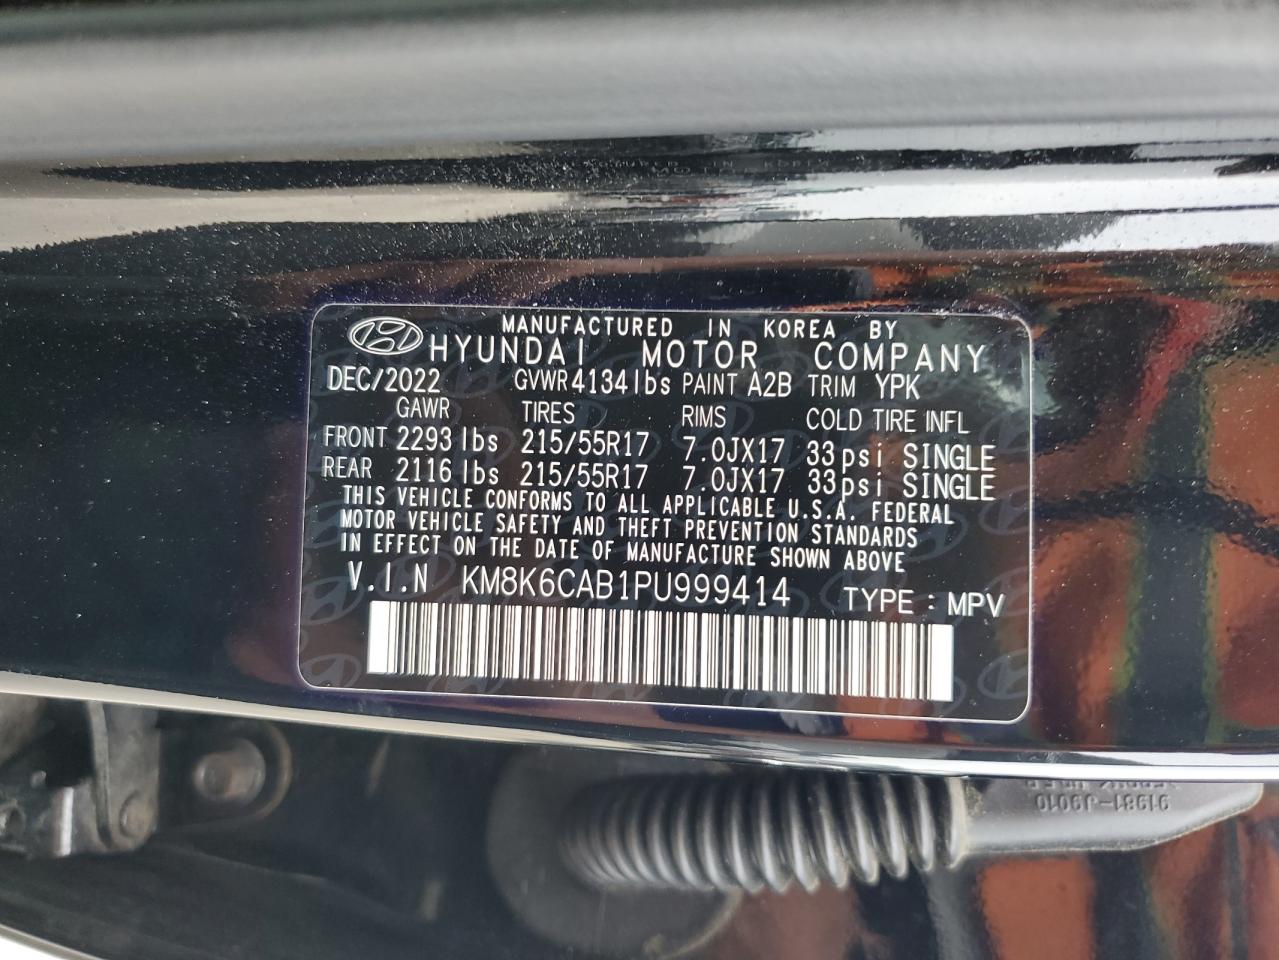 MANUFACTURED IN KOREA BY
HYUNDAI MOTOR COMPANY
DEC/2022 GVWR 4134 lbs PAINT A2B TRIM YPK
GAWR TIRES RIMS COLD TIRE INFL
FRONT 2293 lbs 215/55R17 7.0JX17 33 psi SINGLE
REAR 2116 lbs 215/55R17 7.0JX17 33 psi SINGLE
THIS VEHICLE CONFORMS TO ALL APPLICABLE U.S.A. FEDERAL
MOTOR VEHICLE SAFETY AND THEFT PREVENTION STANDARDS
IN EFFECT ON THE DATE OF MANUFACTURE SHOWN ABOVE
V.I.N KM8K6CAB1PU999414 TYPE : MPV
91981-J9010